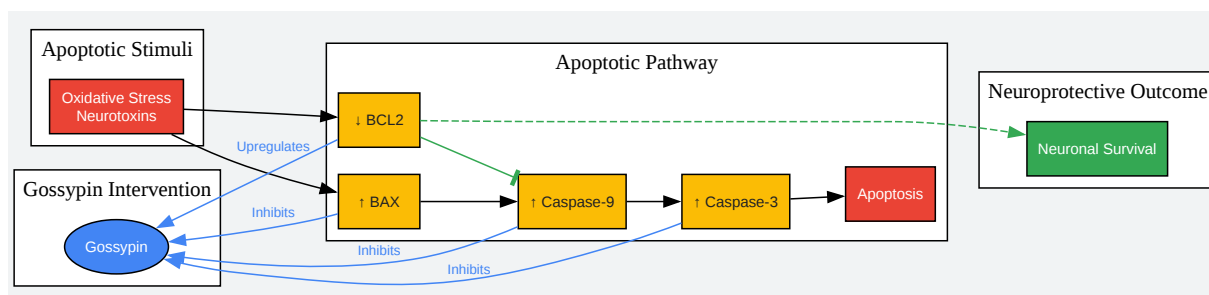 Apoptotic Stimuli
Oxidative Stress
Neurotoxins
Gossypin Intervention
Gossypin
Upregulates
Inhibits
Inhibits
Inhibits
Apoptotic Pathway
↓ BCL2
↑ BAX
↑ Caspase-9
↑ Caspase-3
Apoptosis
Neuroprotective Outcome
Neuronal Survival